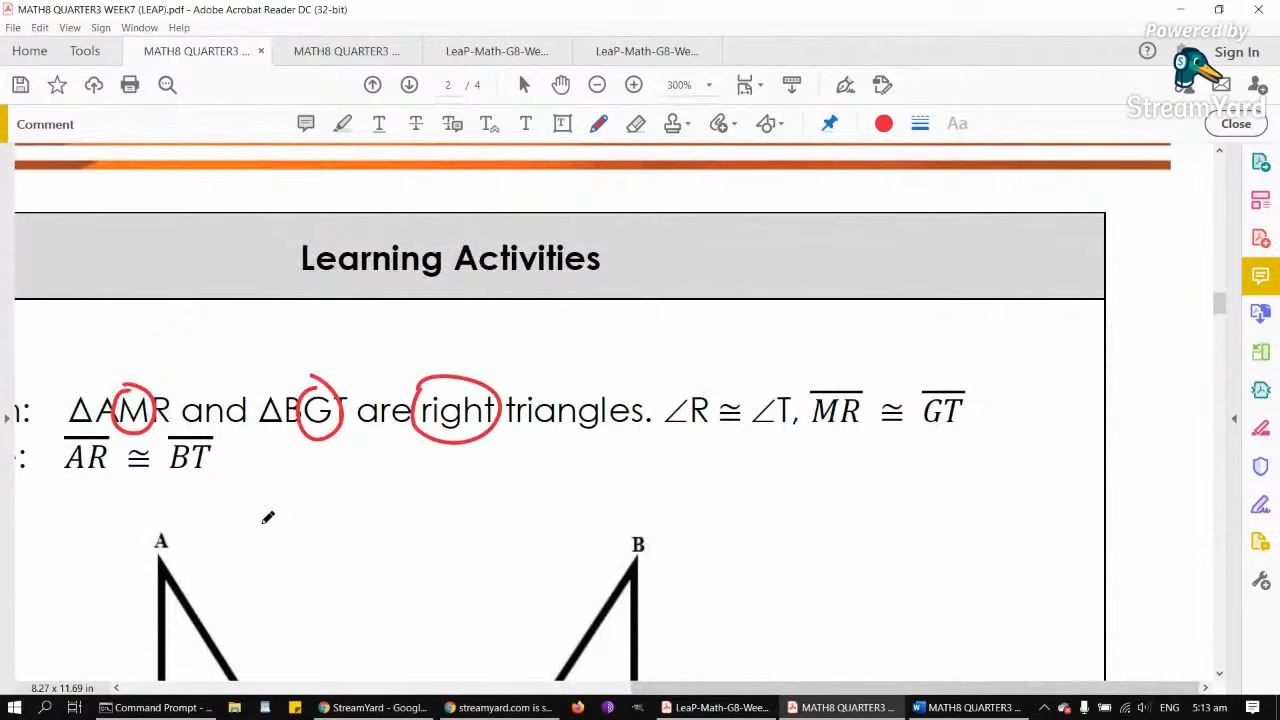 MATH8 QUARTER3 WEEK7 (LEAP).pdf - Adobe Acrobat Reader DC (32-bit)
Powered by
File Edit View Sign Window Help
Home Tools MATH8 QUARTER3 ... × MATH8 QUARTER3 ... LeaP-Math-G8-We... LeaP-Math-G8-We... Sign In
StreamYard
2 / 4 300%
Comment Aa Close
Learning Activities
n: ΔAMR and ΔBGT are right triangles. ∠R ≅ ∠T, MR ≅ GT
e: AR ≅ BT
A B
8.27 x 11.69 in
Command Prompt - StreamYard - Googl... streamyard.com is s... LeaP-Math-G8-We... MATH8 QUARTER3 ... MATH8 QUARTER3 ... 5:13 am